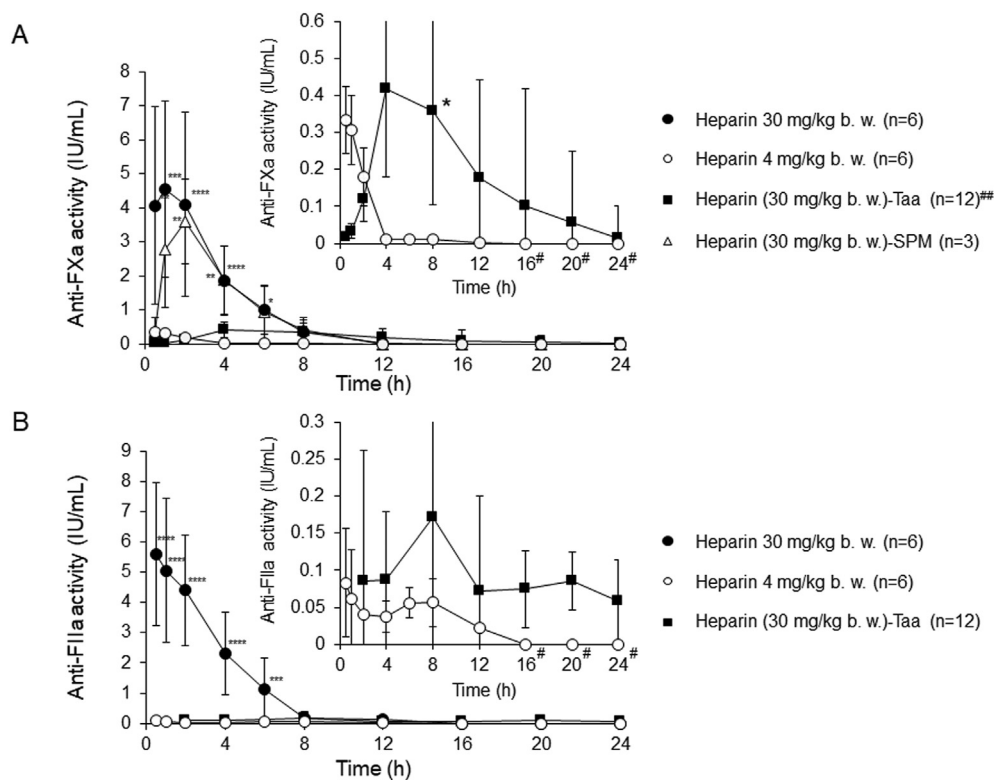 A
Anti-FXa activity (IU/mL)
8
7
6
5
4
3
2
1
0
0 4 8 12 16 20 24
Time (h)
***
****
**
**
****
**
*
Anti-FXa activity (IU/mL)
0.6
0.5
0.4
0.3
0.2
0.1
0
*
0 4 8 12 16# 20# 24#
Time (h)
Heparin 30 mg/kg b. w. (n=6)
Heparin 4 mg/kg b. w. (n=6)
Heparin (30 mg/kg b. w.)-Taa (n=12)##
Heparin (30 mg/kg b. w.)-SPM (n=3)
B
Anti-FIIa activity (IU/mL)
9
8
7
6
5
4
3
2
1
0
0 4 8 12 16 20 24
Time (h)
****
****
****
****
***
Anti-FIIa activity (IU/mL)
0.3
0.25
0.2
0.15
0.1
0.05
0
0 4 8 12 16# 20# 24#
Time (h)
Heparin 30 mg/kg b. w. (n=6)
Heparin 4 mg/kg b. w. (n=6)
Heparin (30 mg/kg b. w.)-Taa (n=12)